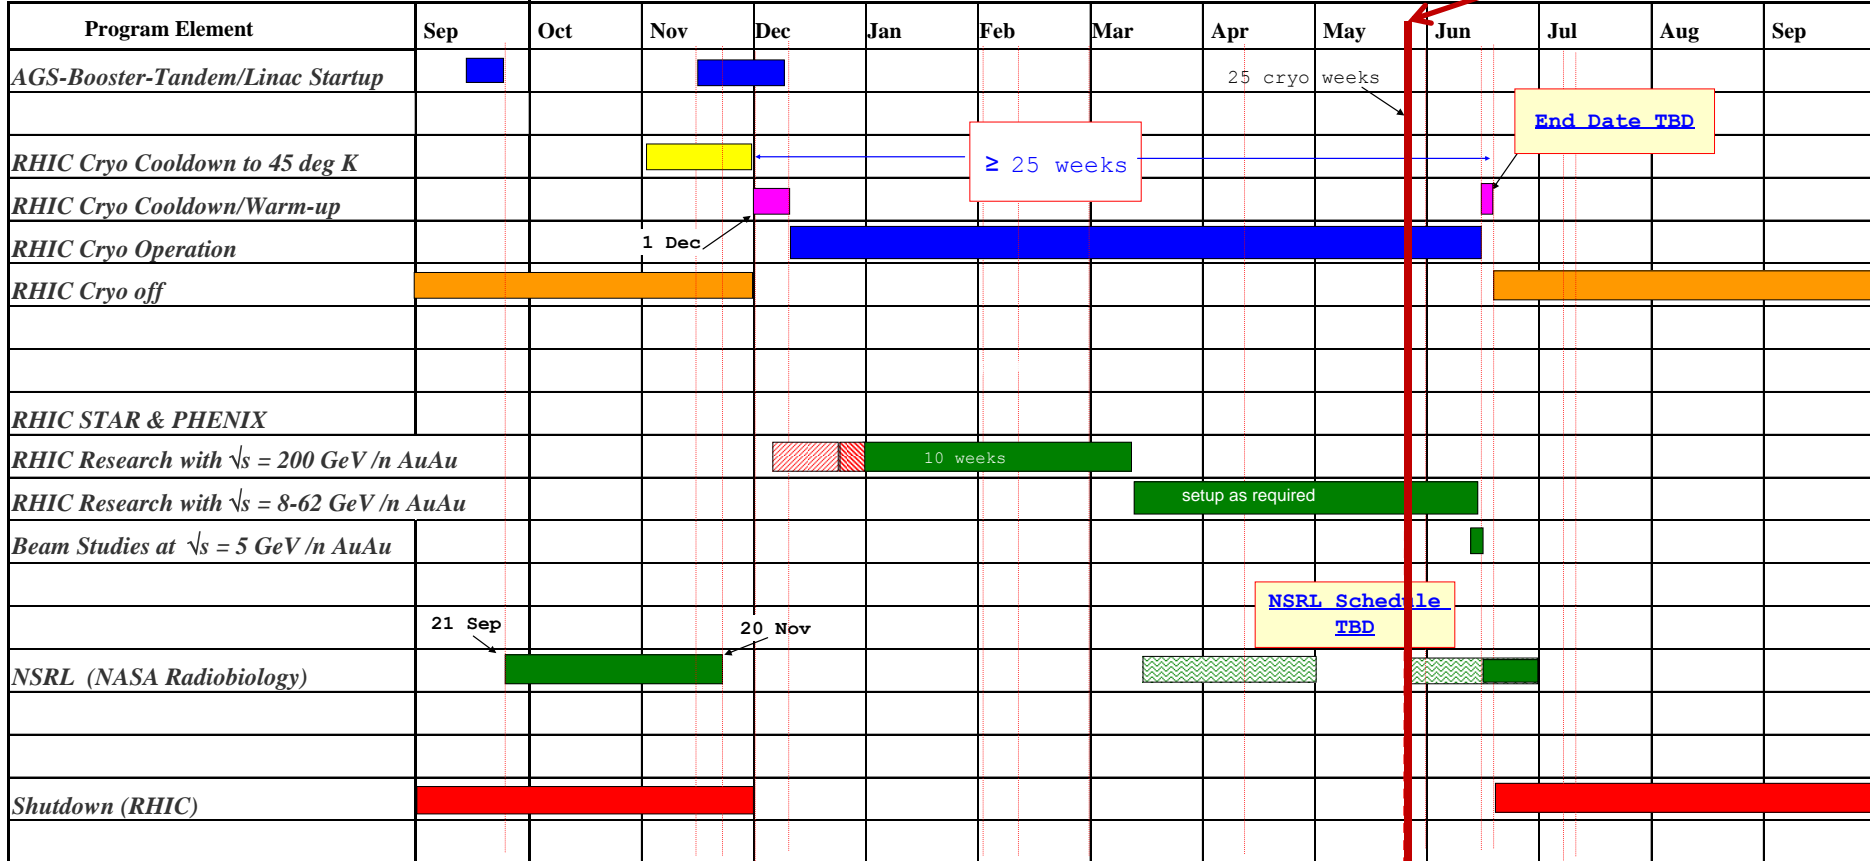 Program Element Sep Oct Nov Dec Jan Feb Mar Apr May Jun Jul Aug Sep
AGS-Booster-Tandem/Linac Startup
25 cryo weeks
End Date TBD
RHIC Cryo Cooldown to 45 deg K
≥ 25 weeks
RHIC Cryo Cooldown/Warm-up
1 Dec
RHIC Cryo Operation
RHIC Cryo off
RHIC STAR & PHENIX
RHIC Research with √s = 200 GeV /n AuAu
10 weeks
RHIC Research with √s = 8-62 GeV /n AuAu
setup as required
Beam Studies at √s = 5 GeV /n AuAu
NSRL Schedule
TBD
21 Sep
20 Nov
NSRL (NASA Radiobiology)
Shutdown (RHIC)